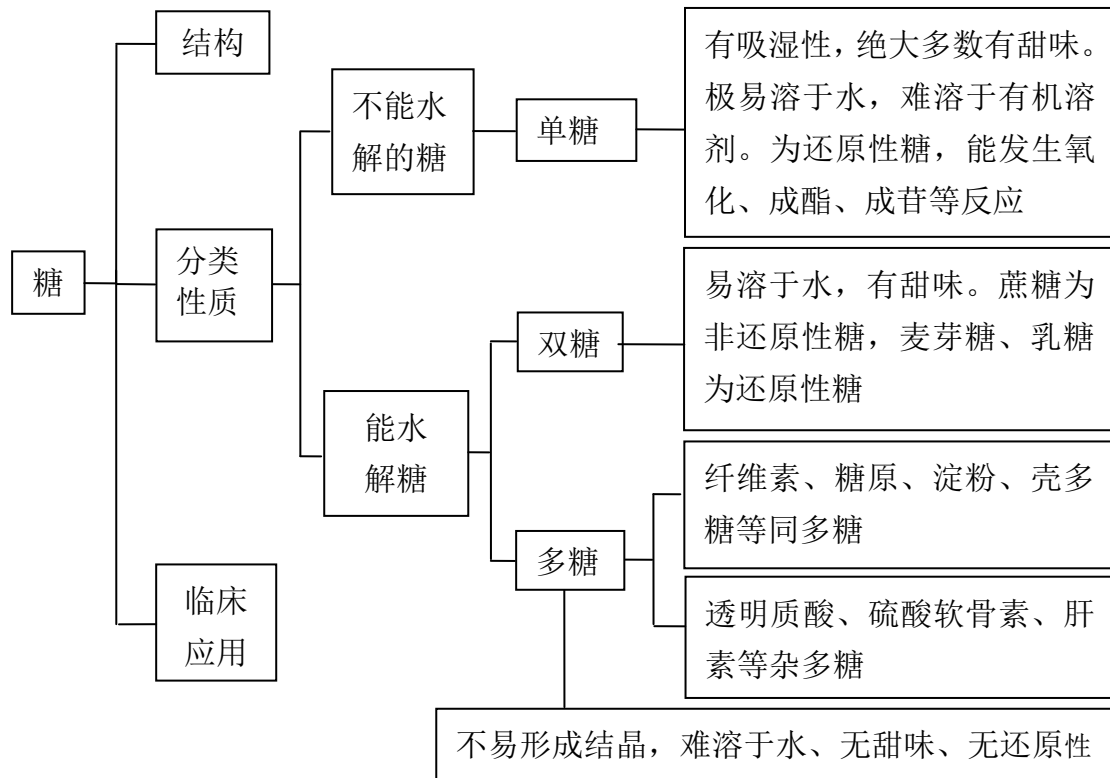 结构
有吸湿性，绝大多数有甜味。
极易溶于水，难溶于有机溶
剂。为还原性糖，能发生氧
化、成酯、成苷等反应
不能水
解的糖
单糖
糖
分类
性质
易溶于水，有甜味。蔗糖为
非还原性糖，麦芽糖、乳糖
为还原性糖
双糖
能水
解糖
纤维素、糖原、淀粉、壳多
糖等同多糖
多糖
透明质酸、硫酸软骨素、肝
素等杂多糖
临床
应用
不易形成结晶，难溶于水、无甜味、无还原性